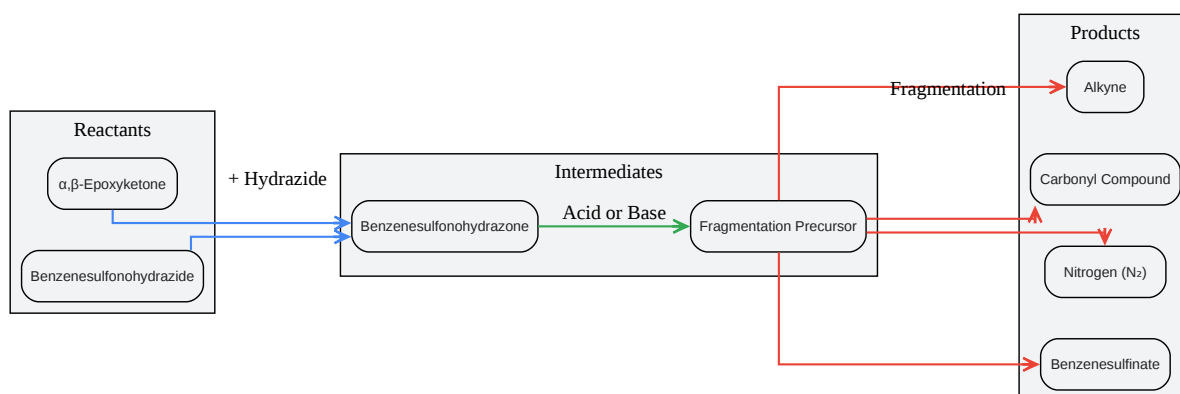 Reactants
α,β-Epoxyketone
Benzenesulfonohydrazide
+ Hydrazide
Intermediates
Benzenesulfonohydrazone
Acid or Base
Fragmentation Precursor
Fragmentation
Products
Alkyne
Carbonyl Compound
Nitrogen (N₂)
Benzenesulfinate